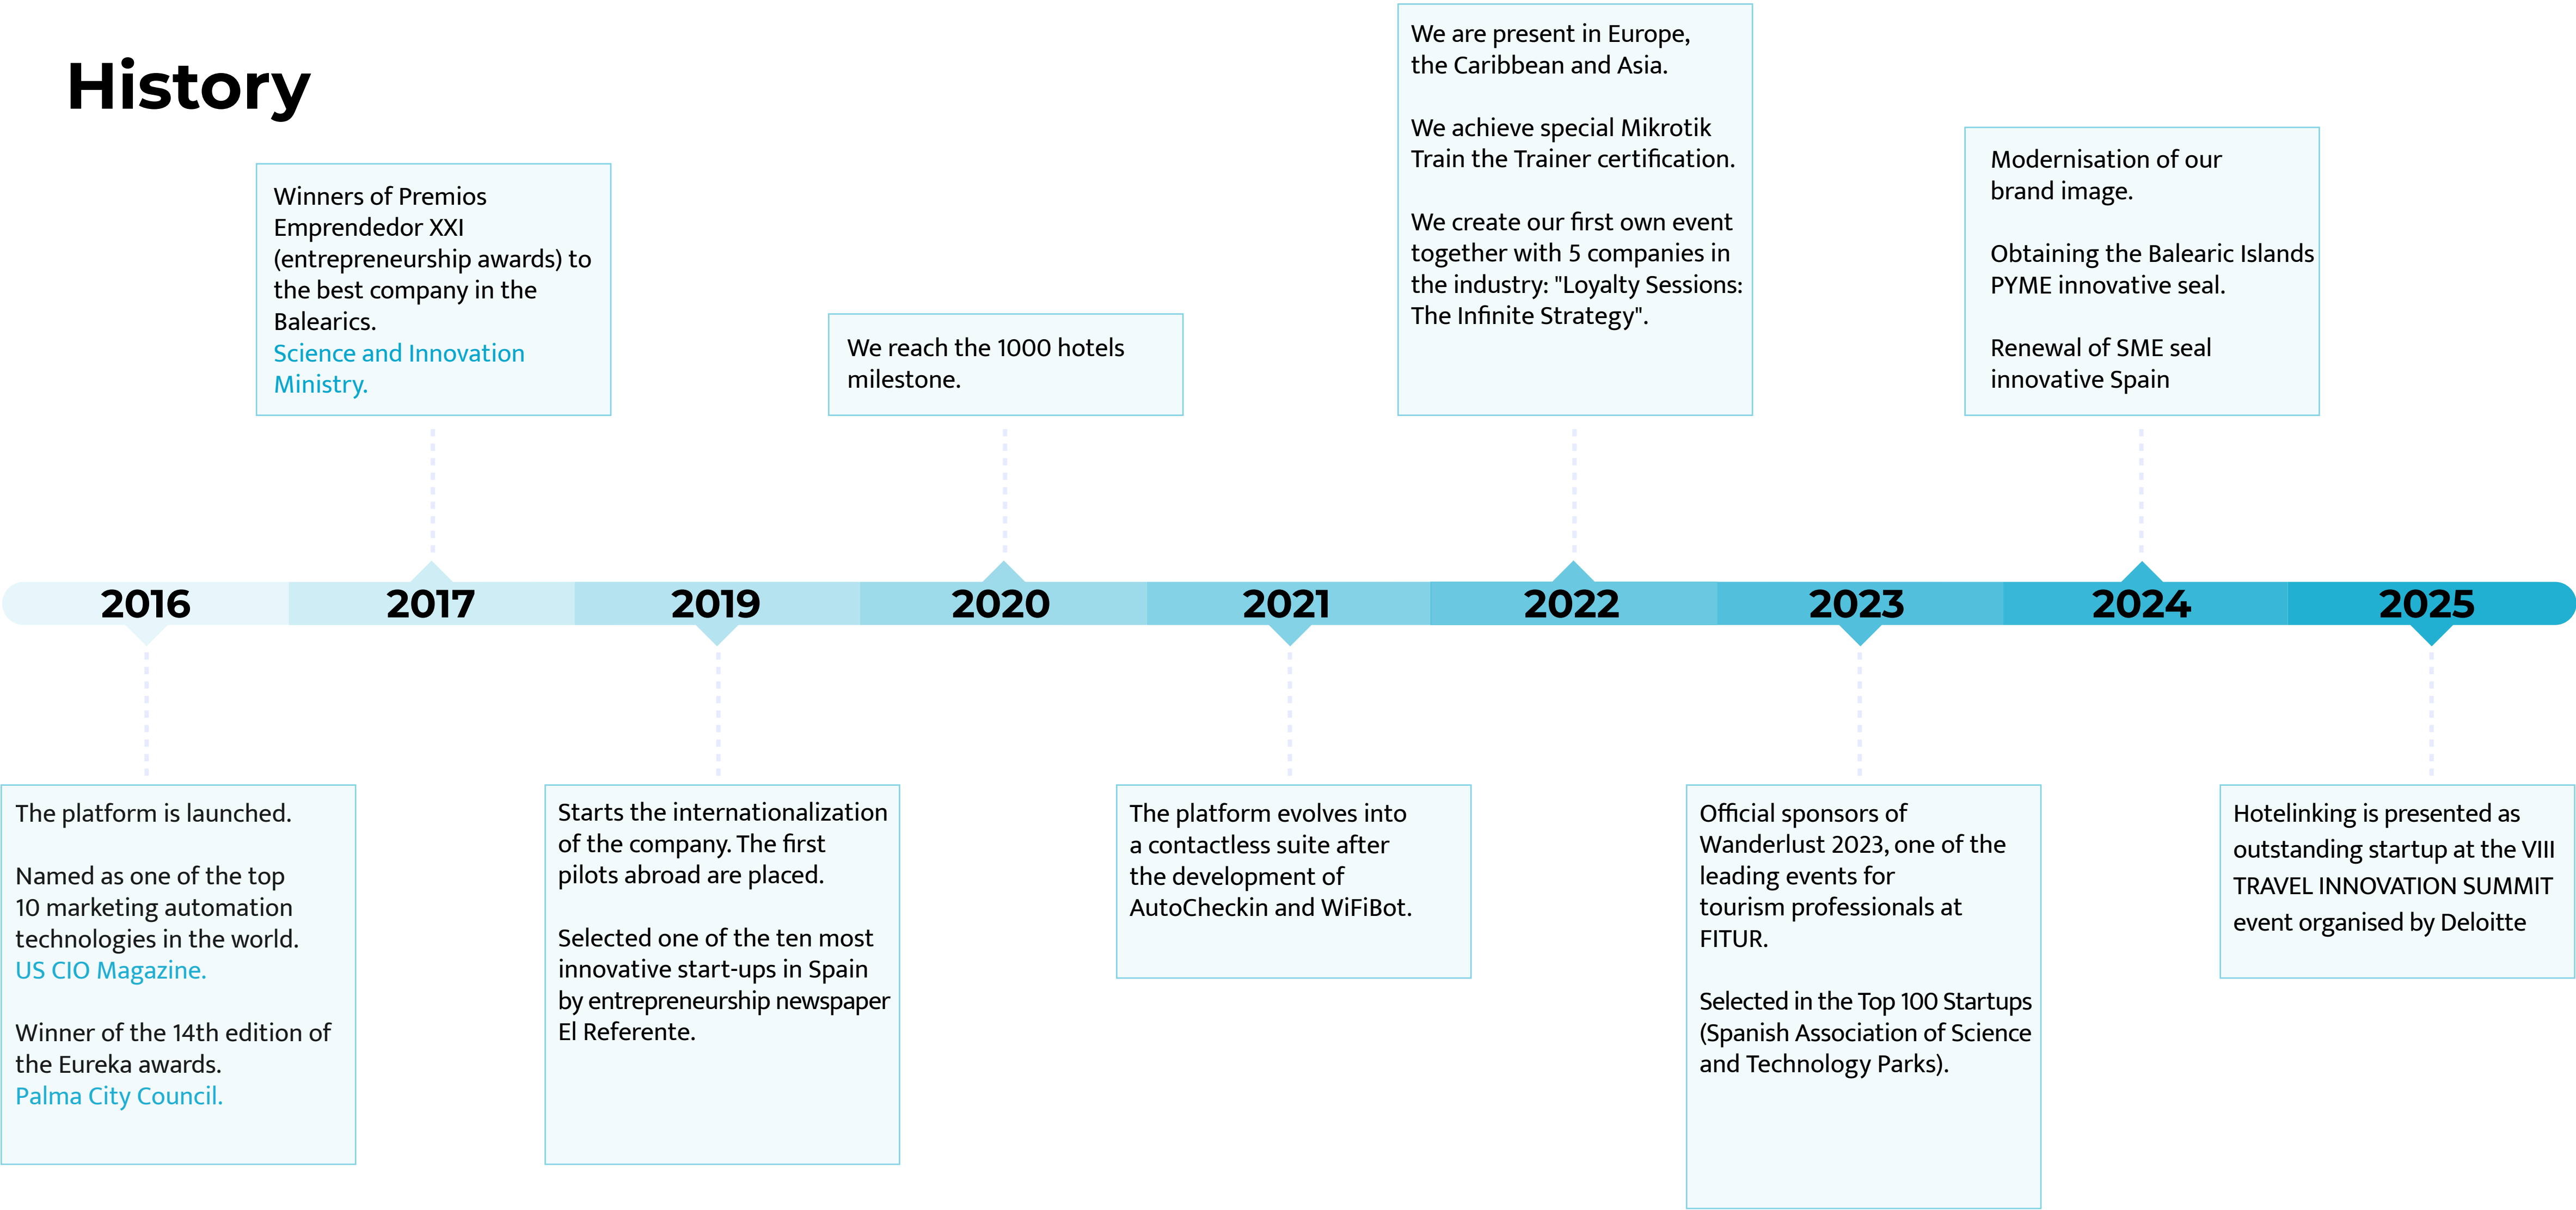 History
Winners of Premios
Emprendedor XXI
(entrepreneurship awards) to
the best company in the
Balearics.
Science and Innovation
Ministry.
We reach the 1000 hotels
milestone.
We are present in Europe,
the Caribbean and Asia.
We achieve special Mikrotik
Train the Trainer certification.
We create our first own event
together with 5 companies in
the industry: "Loyalty Sessions:
The Infinite Strategy".
Modernisation of our
brand image.
Obtaining the Balearic Islands
PYME innovative seal.
Renewal of SME seal
innovative Spain
2016 2017 2019 2020 2021 2022 2023 2024 2025
The platform is launched.
Named as one of the top
10 marketing automation
technologies in the world.
US CIO Magazine.
Winner of the 14th edition of
the Eureka awards.
Palma City Council.
Starts the internationalization
of the company. The first
pilots abroad are placed.
Selected one of the ten most
innovative start-ups in Spain
by entrepreneurship newspaper
El Referente.
The platform evolves into
a contactless suite after
the development of
AutoCheckin and WiFiBot.
Official sponsors of
Wanderlust 2023, one of the
leading events for
tourism professionals at
FITUR.
Selected in the Top 100 Startups
(Spanish Association of Science
and Technology Parks).
Hotelinking is presented as
outstanding startup at the VIII
TRAVEL INNOVATION SUMMIT
event organised by Deloitte